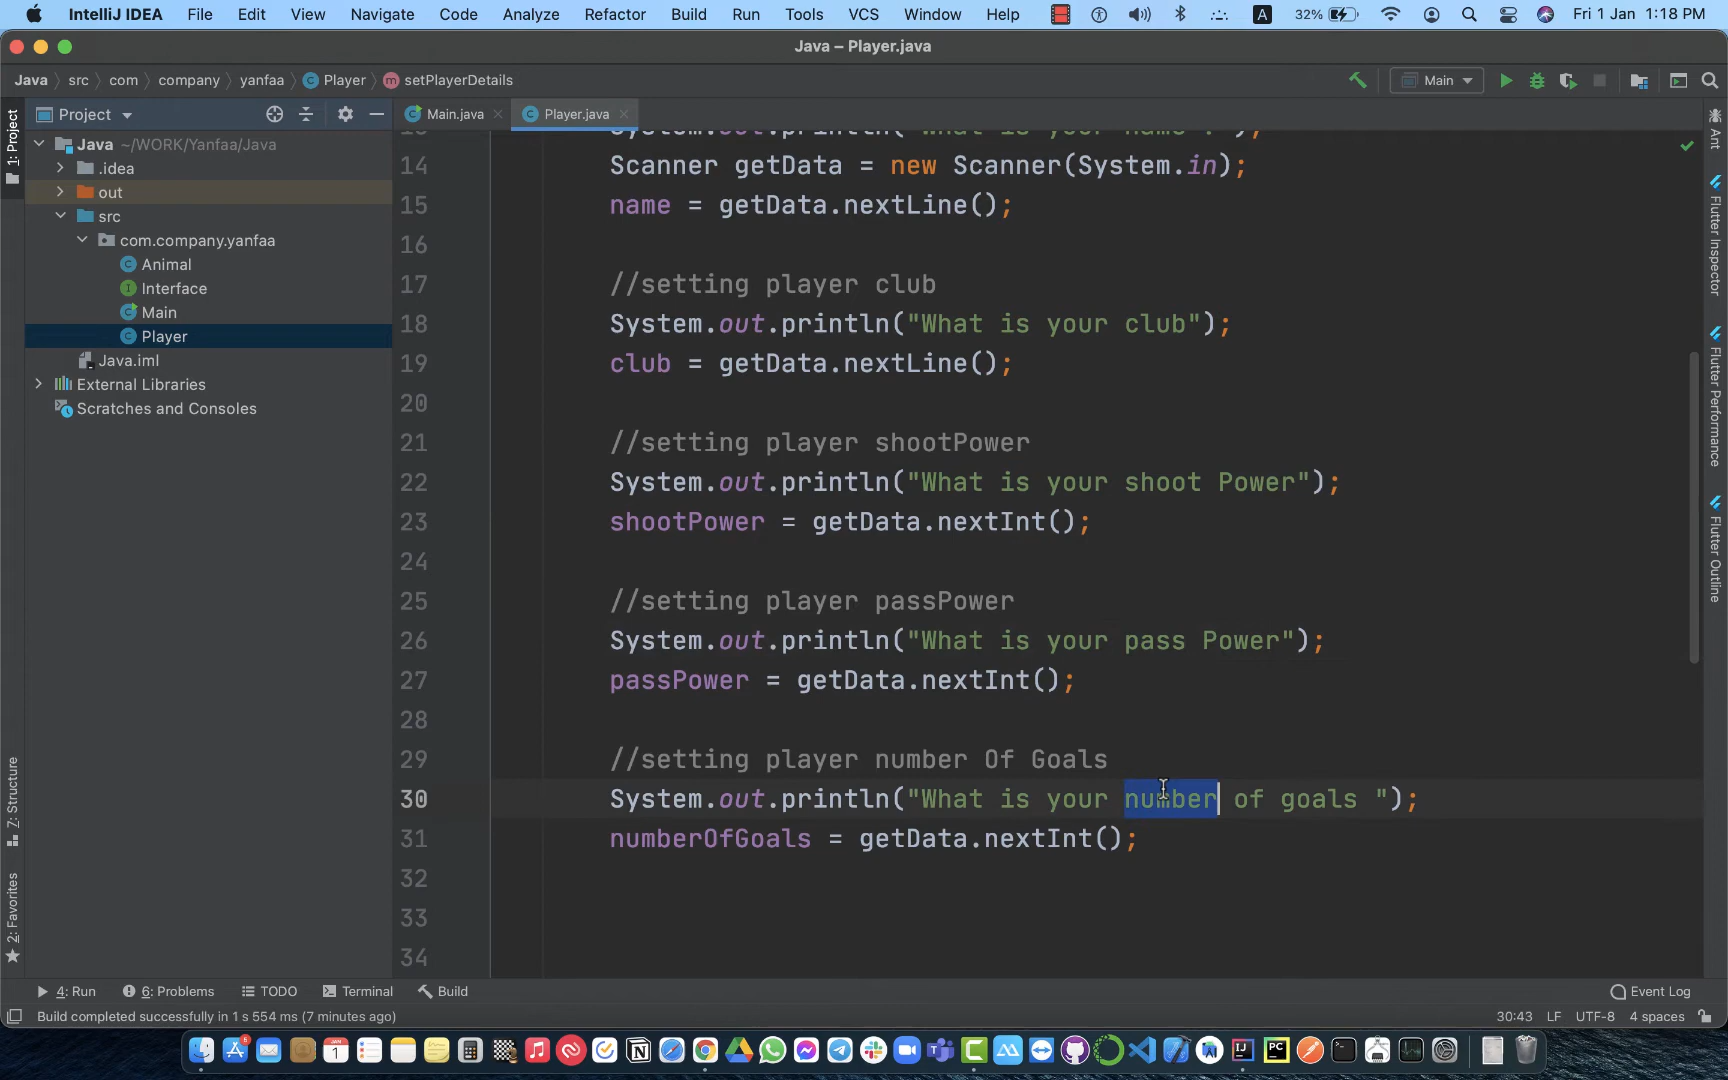 IntelliJ IDEA File Edit View Navigate Code Analyze Refactor Build Run Tools VCS Window Help A 32% Fri 1 Jan 1:18 PM
Java – Player.java
Java src com company yanfaa Player setPlayerDetails Main
Project Main.java Player.java
1: Project
Java ~/WORK/Yanfaa/Java
.idea
out
src
com.company.yanfaa
Animal
Interface
Main
Player
Java.iml
External Libraries
Scratches and Consoles
Z: Structure
2: Favorites
14 Scanner getData = new Scanner(System.in);
15 name = getData.nextLine();
16
17 //setting player club
18 System.out.println("What is your club");
19 club = getData.nextLine();
20
21 //setting player shootPower
22 System.out.println("What is your shoot Power");
23 shootPower = getData.nextInt();
24
25 //setting player passPower
26 System.out.println("What is your pass Power");
27 passPower = getData.nextInt();
28
29 //setting player number Of Goals
30 System.out.println("What is your number of goals ");
31 numberOfGoals = getData.nextInt();
32
33
34
Ant
Flutter Inspector
Flutter Performance
Flutter Outline
4: Run 6: Problems TODO Terminal Build Event Log
Build completed successfully in 1 s 554 ms (7 minutes ago) 30:43 LF UTF-8 4 spaces